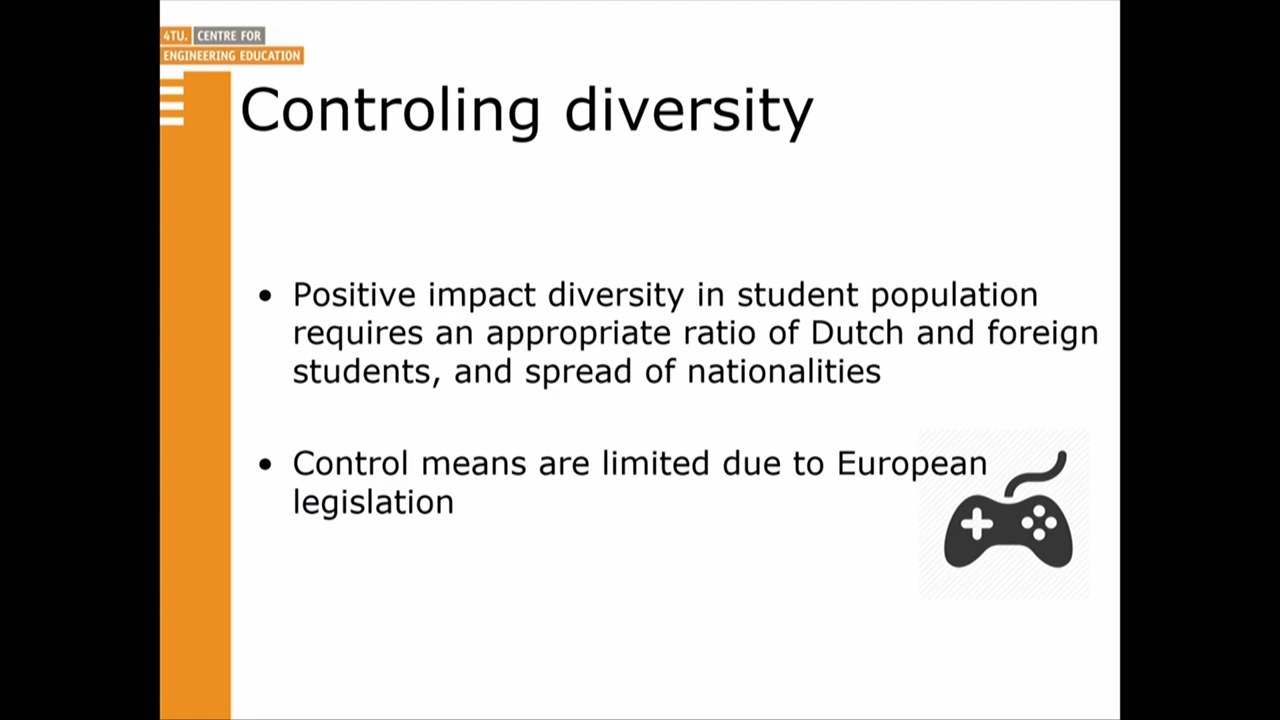 4TU. CENTRE FOR
ENGINEERING EDUCATION
Controling diversity
• Positive impact diversity in student population
requires an appropriate ratio of Dutch and foreign
students, and spread of nationalities
• Control means are limited due to European
legislation